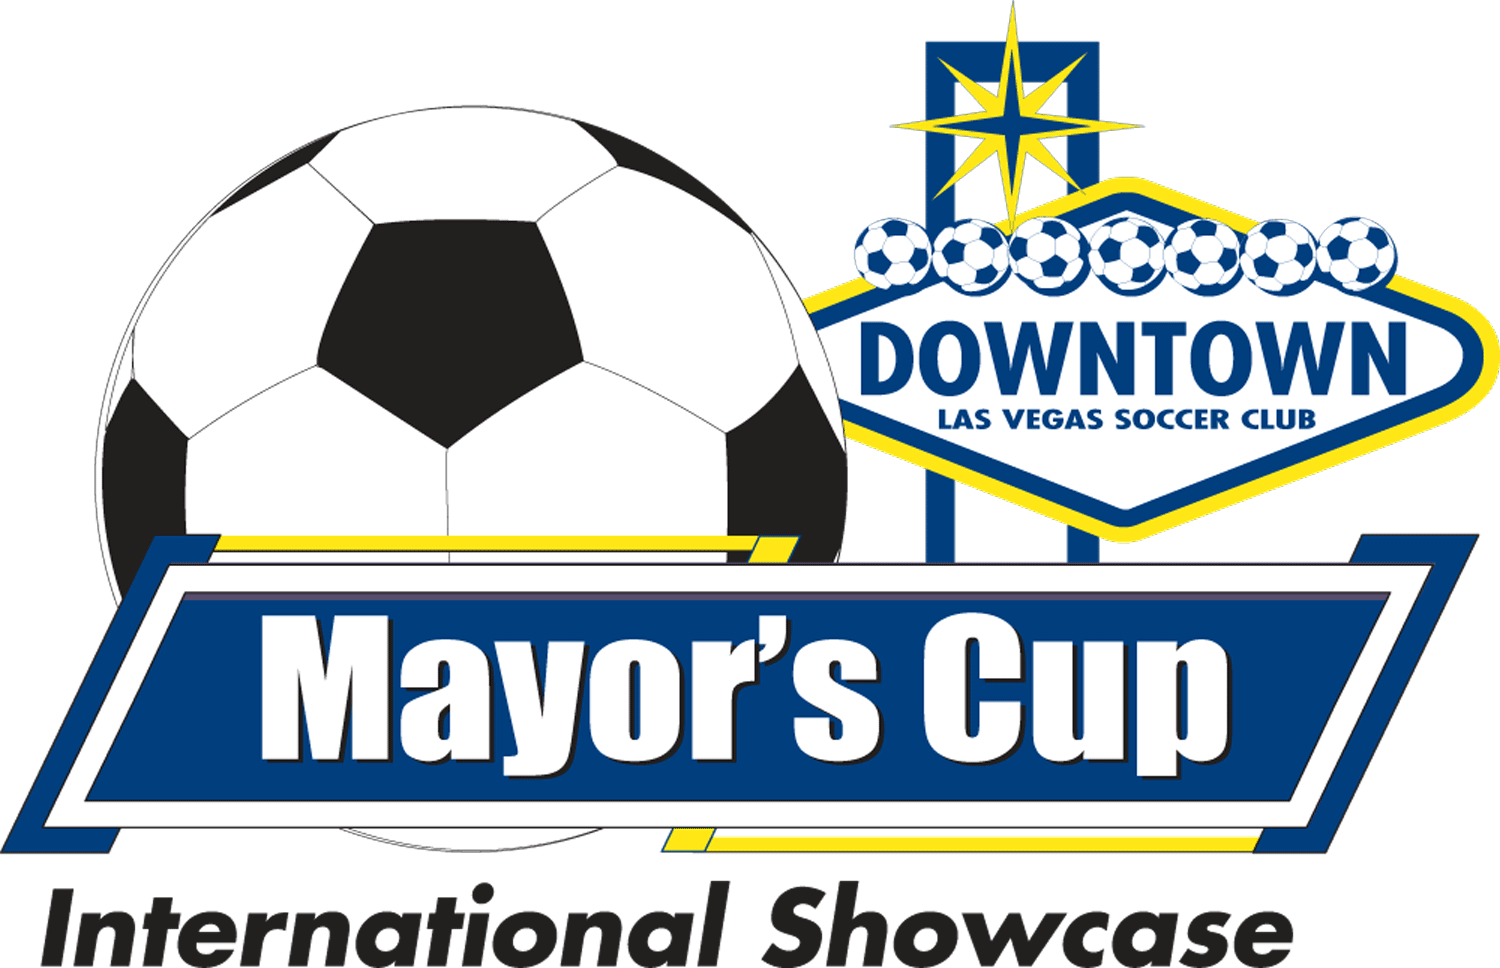 DOWNTOWN
LAS VEGAS SOCCER CLUB
Mayor's Cup
International Showcase